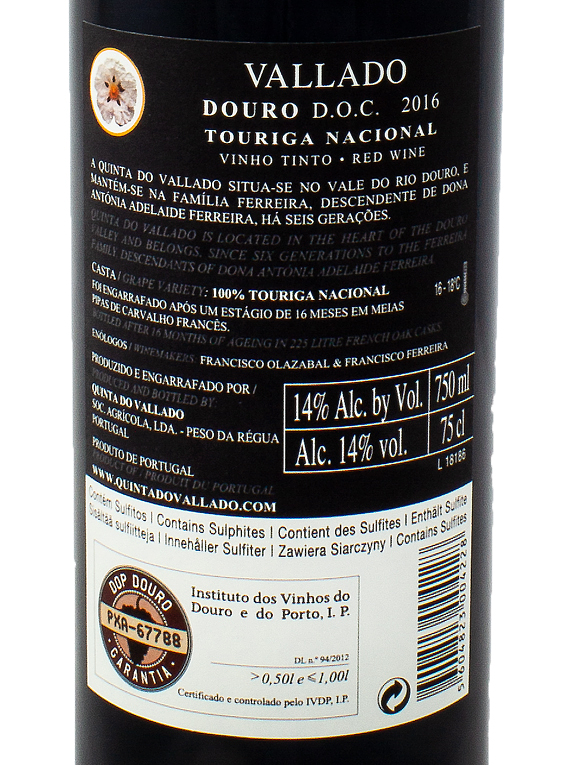 VALLADO
DOURO D.O.C. 2016
TOURIGA NACIONAL
VINHO TINTO • RED WINE
A QUINTA DO VALLADO SITUA-SE NO VALE DO RIO DOURO, E
MANTÉM-SE NA FAMÍLIA FERREIRA, DESCENDENTE DE DONA
ANTÓNIA ADELAIDE FERREIRA, HÁ SEIS GERAÇÕES.
QUINTA DO VALLADO IS LOCATED IN THE HEART OF THE DOURO
VALLEY AND BELONGS, SINCE SIX GENERATIONS TO THE FERREIRA
FAMILY DESCENDANTS OF DONA ANTÓNIA ADELAIDE FERREIRA
CASTA / GRAPE VARIETY: 100% TOURIGA NACIONAL
16-18°C
FOI ENGARRAFADO APÓS UM ESTÁGIO DE 16 MESES EM MEIAS
PIPAS DE CARVALHO FRANCÊS.
BOTTLED AFTER 16 MONTHS OF AGEING IN 225 LITRE FRENCH OAK CASKS
ENÓLOGOS / WINEMAKERS: FRANCISCO OLAZABAL & FRANCISCO FERREIRA
PRODUZIDO E ENGARRAFADO POR /
PRODUCED AND BOTTLED BY:
QUINTA DO VALLADO
SOC. AGRÍCOLA, LDA. - PESO DA RÉGUA
PORTUGAL
PRODUTO DE PORTUGAL
PRODUCT OF / PRODUIT DU PORTUGAL
WWW.QUINTADOVALLADO.COM
14% Alc. by Vol. 750 ml
Alc. 14% vol. 75 cl
L 18186
Contém Sulfitos | Contains Sulphites | Contient des Sulfites | Enthält Sulfite
Sisältää sulfiitteja | Innehåller Sulfiter | Zawiera Siarczyny | Contains Sulfites
DOP DOURO
PKA-67788
GARANTIA
Instituto dos Vinhos do
Douro e do Porto, I. P.
DL n.º 94/2012
>0,50l e ≤1,00l
Certificado e controlado pelo IVDP, I.P.
5 604823 004228